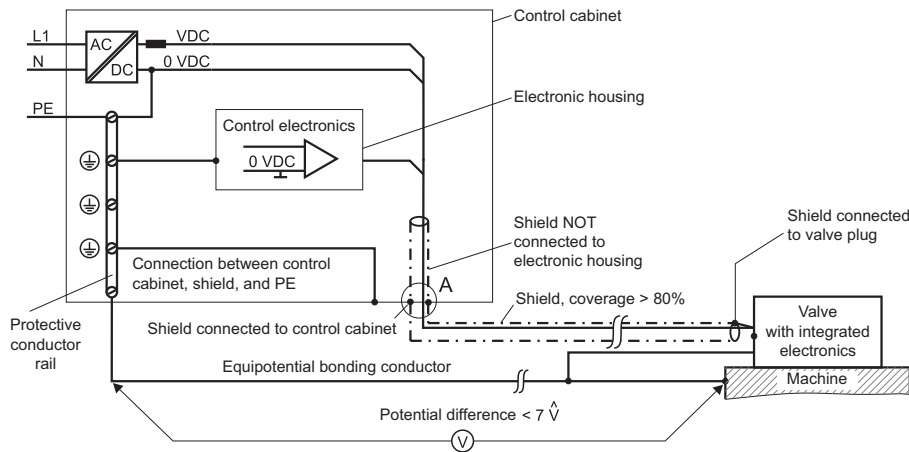 Control cabinet
L1
N
PE
AC
DC
VDC
0 VDC
Electronic housing
Control electronics
0 VDC
Shield NOT
connected to
electronic housing
Shield connected
to valve plug
Connection between control
cabinet, shield, and PE
A
Shield, coverage > 80%
Protective
conductor
rail
Shield connected to control cabinet
Valve
with integrated
electronics
Equipotential bonding conductor
Machine
Potential difference < 7 V̂
V